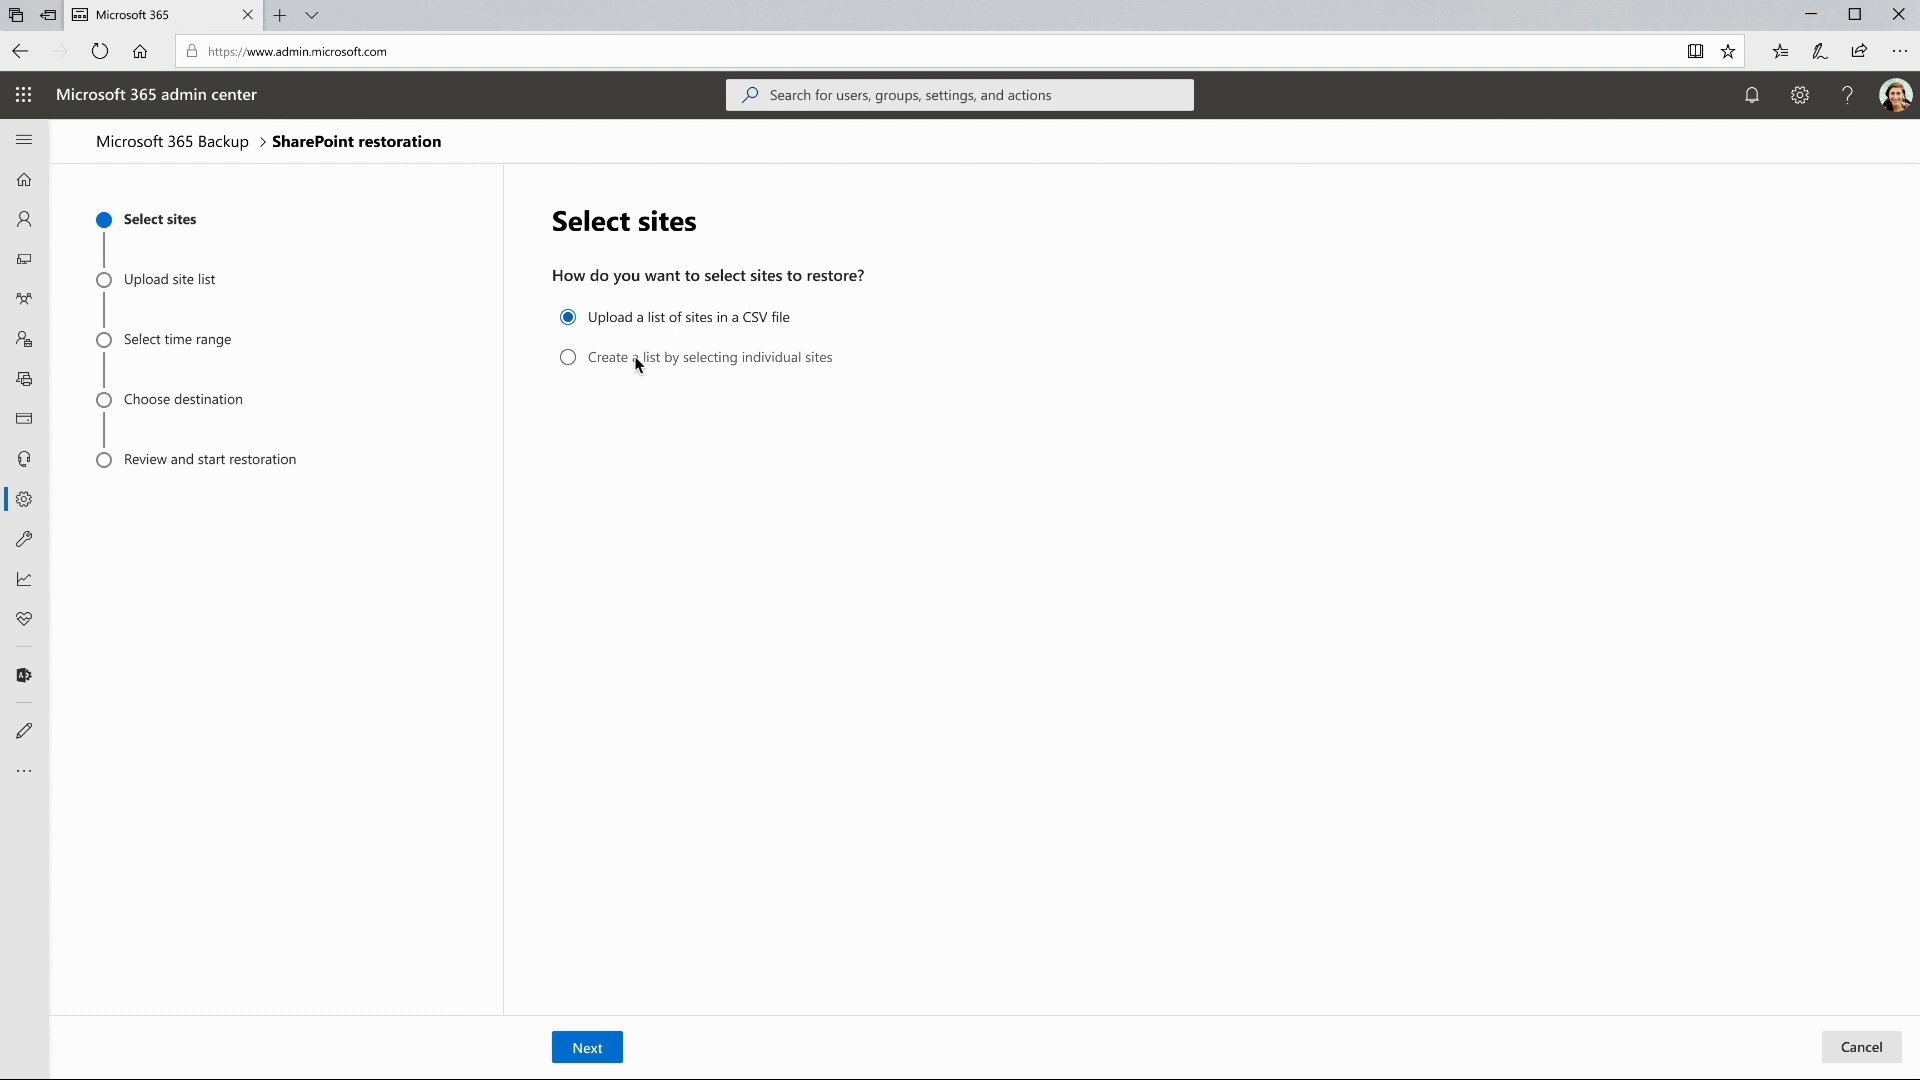 Microsoft 365
https://www.admin.microsoft.com
Microsoft 365 admin center
Search for users, groups, settings, and actions
Microsoft 365 Backup > SharePoint restoration
Select sites
Upload site list
Select time range
Choose destination
Review and start restoration
Select sites
How do you want to select sites to restore?
Upload a list of sites in a CSV file
Create a list by selecting individual sites
Next
Cancel